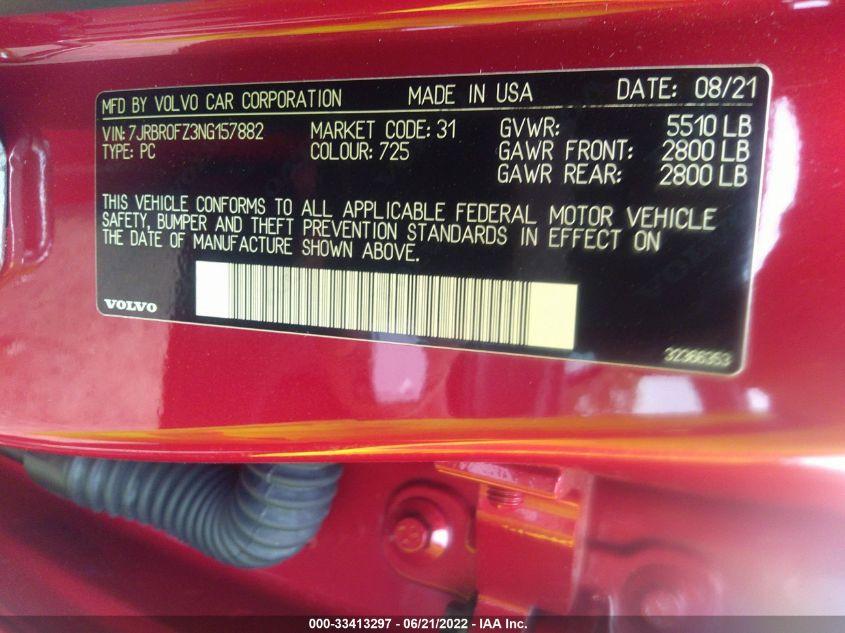 MFD BY VOLVO CAR CORPORATION MADE IN USA DATE: 08/21
VIN: 7JRBR0FZ3NG157882 MARKET CODE: 31 GVWR: 5510 LB
TYPE: PC COLOUR: 725 GAWR FRONT: 2800 LB
GAWR REAR: 2800 LB
THIS VEHICLE CONFORMS TO ALL APPLICABLE FEDERAL MOTOR VEHICLE
SAFETY, BUMPER AND THEFT PREVENTION STANDARDS IN EFFECT ON
THE DATE OF MANUFACTURE SHOWN ABOVE.
VOLVO
32366353
000-33413297 - 06/21/2022 - IAA Inc.